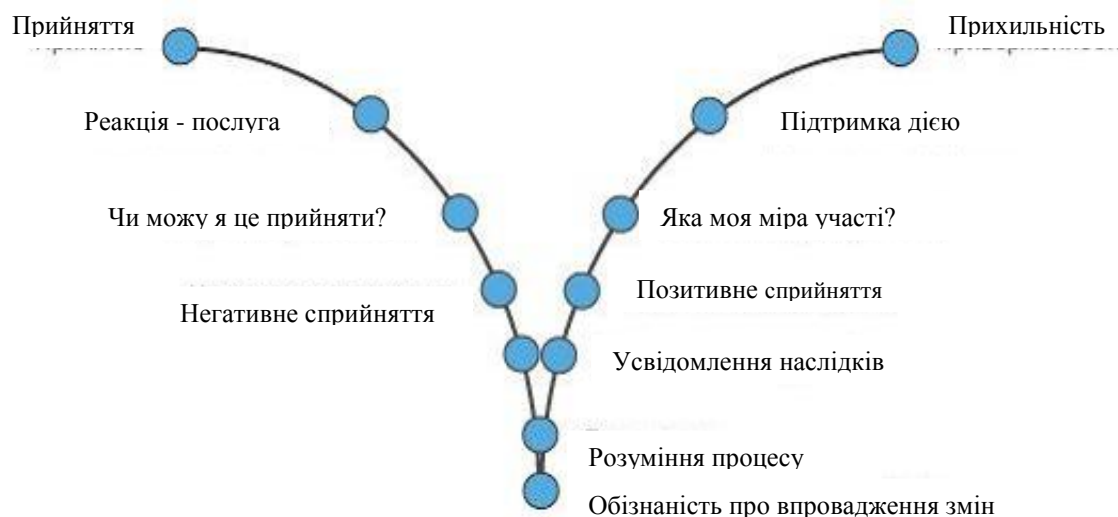 Прийняття
Прихильність
Реакція - послуга
Підтримка дією
Чи можу я це прийняти?
Яка моя міра участі?
Негативне сприйняття
Позитивне сприйняття
Усвідомлення наслідків
Розуміння процесу
Обізнаність про впровадження змін